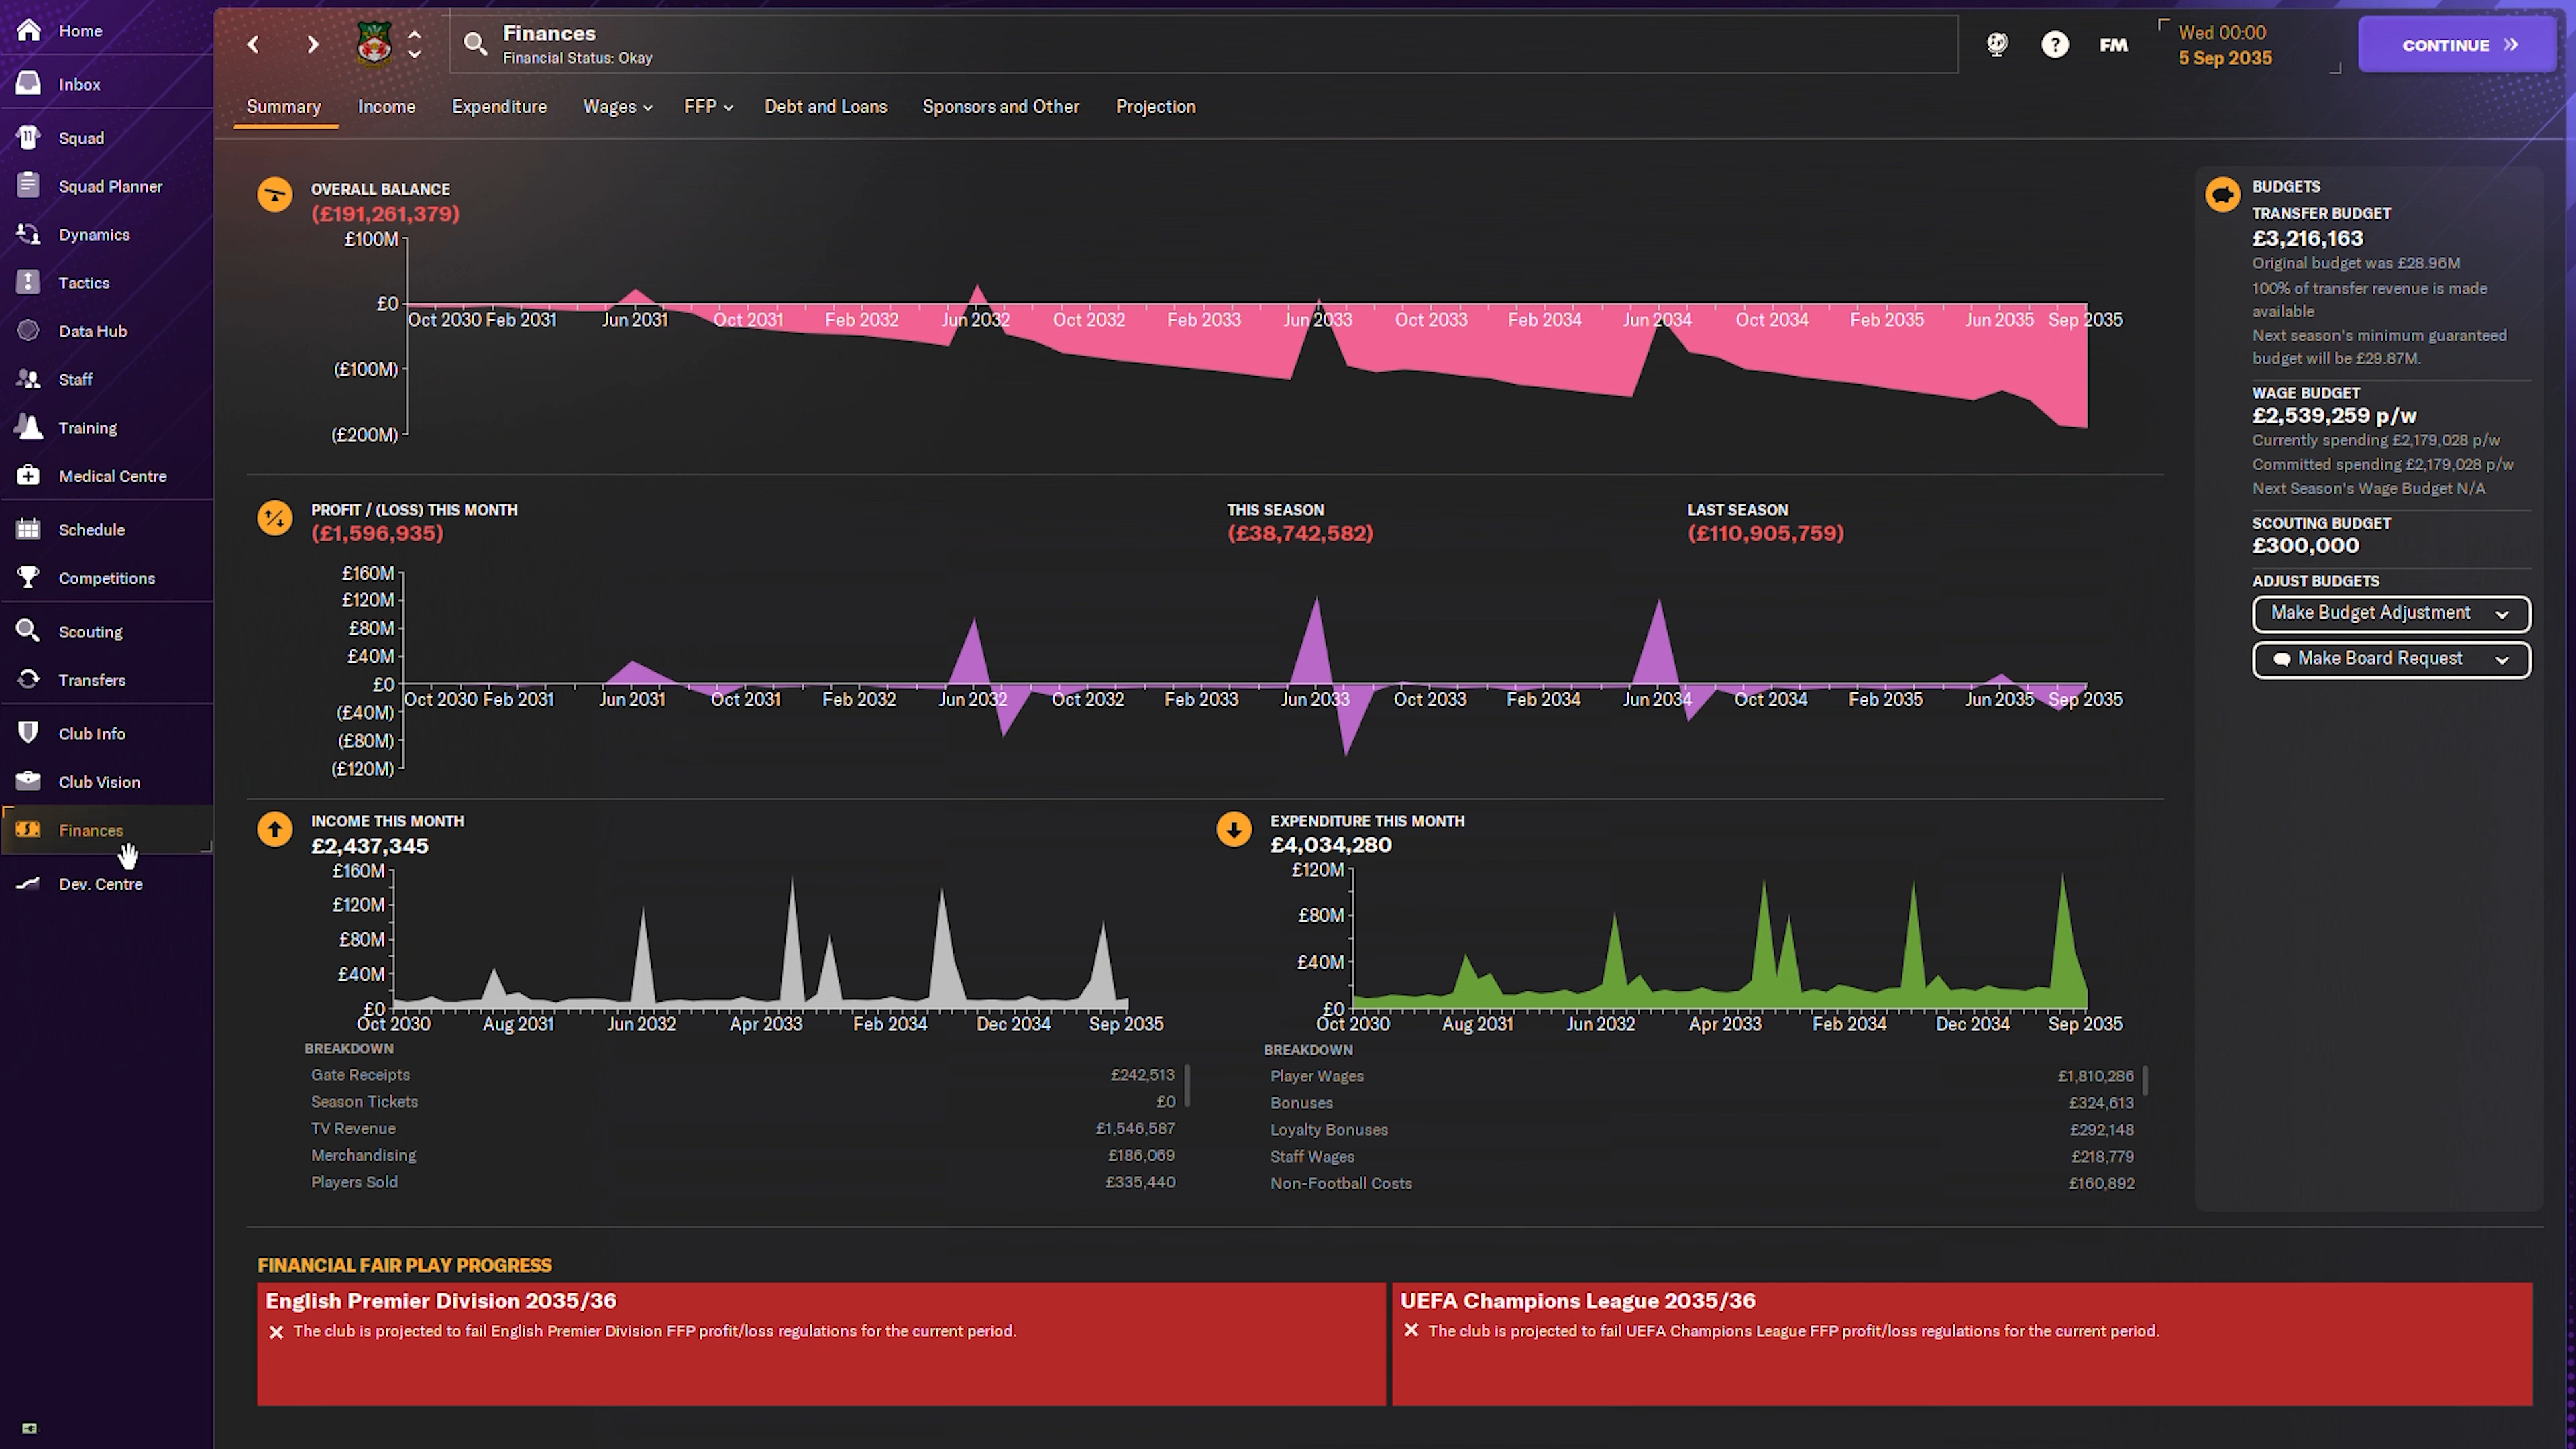 Home
Inbox
Squad
Squad Planner
Dynamics
Tactics
Data Hub
Staff
Training
Medical Centre
Schedule
Competitions
Scouting
Transfers
Club Info
Club Vision
Finances
Dev. Centre
Finances
Financial Status: Okay
?
FM
Wed 00:00
5 Sep 2035
CONTINUE
Summary Income Expenditure Wages FFP Debt and Loans Sponsors and Other Projection
OVERALL BALANCE
(£191,261,379)
£100M
£0
(£100M)
(£200M)
Oct 2030 Feb 2031 Jun 2031 Oct 2031 Feb 2032 Jun 2032 Oct 2032 Feb 2033 Jun 2033 Oct 2033 Feb 2034 Jun 2034 Oct 2034 Feb 2035 Jun 2035 Sep 2035
PROFIT / (LOSS) THIS MONTH
(£1,596,935)
THIS SEASON
(£38,742,582)
LAST SEASON
(£110,905,759)
£160M
£120M
£80M
£40M
£0
(£40M)
(£80M)
(£120M)
Oct 2030 Feb 2031 Jun 2031 Oct 2031 Feb 2032 Jun 2032 Oct 2032 Feb 2033 Jun 2033 Oct 2033 Feb 2034 Jun 2034 Oct 2034 Feb 2035 Jun 2035 Sep 2035
INCOME THIS MONTH
£2,437,345
£160M
£120M
£80M
£40M
£0
Oct 2030 Aug 2031 Jun 2032 Apr 2033 Feb 2034 Dec 2034 Sep 2035
BREAKDOWN
Gate Receipts £242,513
Season Tickets £0
TV Revenue £1,546,587
Merchandising £186,069
Players Sold £335,440
EXPENDITURE THIS MONTH
£4,034,280
£120M
£80M
£40M
£0
Oct 2030 Aug 2031 Jun 2032 Apr 2033 Feb 2034 Dec 2034 Sep 2035
BREAKDOWN
Player Wages £1,810,286
Bonuses £324,613
Loyalty Bonuses £292,148
Staff Wages £218,779
Non-Football Costs £160,892
BUDGETS
TRANSFER BUDGET
£3,216,163
Original budget was £28.96M
100% of transfer revenue is made
available
Next season's minimum guaranteed
budget will be £29.87M.
WAGE BUDGET
£2,539,259 p/w
Currently spending £2,179,028 p/w
Committed spending £2,179,028 p/w
Next Season's Wage Budget N/A
SCOUTING BUDGET
£300,000
ADJUST BUDGETS
Make Budget Adjustment
Make Board Request
FINANCIAL FAIR PLAY PROGRESS
English Premier Division 2035/36
The club is projected to fail English Premier Division FFP profit/loss regulations for the current period.
UEFA Champions League 2035/36
The club is projected to fail UEFA Champions League FFP profit/loss regulations for the current period.